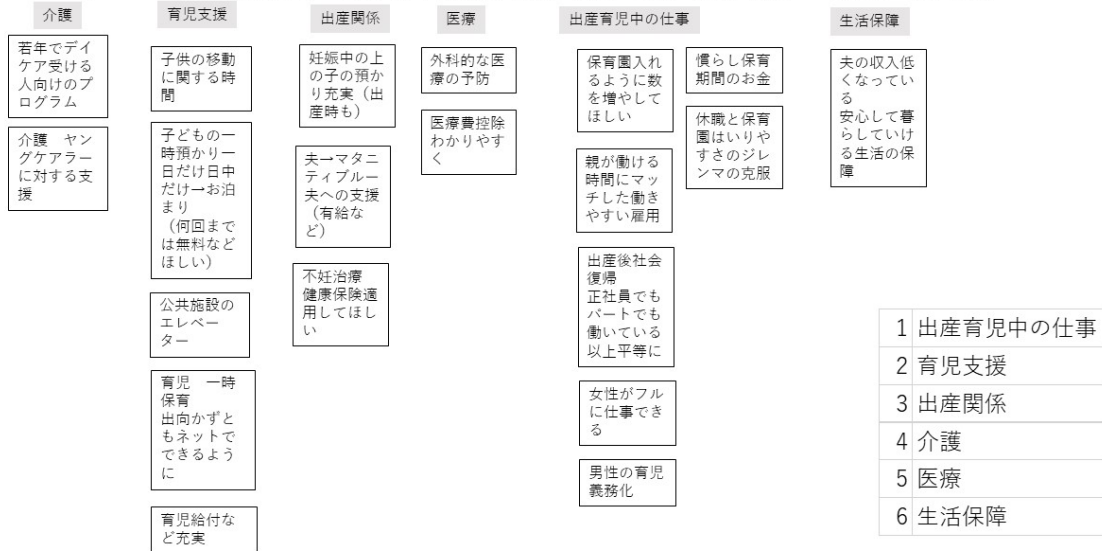 介護
若年でデイ
ケア受ける
人向けのプ
ログラム
介護　ヤン
グケアラー
に対する支
援
育児支援
子供の移動
に関する時
間
子どもの一
時預かり一
日だけ日中
だけ→お泊
まり
（何回まで
は無料など
ほしい）
公共施設の
エレベー
ター
育児　一時
保育
出向かずと
もネットで
できるよう
に
育児給付な
ど充実
出産関係
妊娠中の上
の子の預か
り充実（出
産時も）
夫→マタニ
ティブルー
夫への支援
（有給な
ど）
不妊治療
健康保険適
用してほし
い
医療
外科的な医
療の予防
医療費控除
わかりやす
く
出産育児中の仕事
保育園入れ
るように数
を増やして
ほしい
親が働ける
時間にマッ
チした働き
やすい雇用
出産後社会
復帰
正社員でも
パートでも
働いている
以上平等に
女性がフル
に仕事でき
る
男性の育児
義務化
慣らし保育
期間のお金
休職と保育
園はいりや
すさのジレ
ンマの克服
生活保障
夫の収入低
くなってい
る
安心して暮
らしていけ
る生活の保
障
1 出産育児中の仕事
2 育児支援
3 出産関係
4 介護
5 医療
6 生活保障